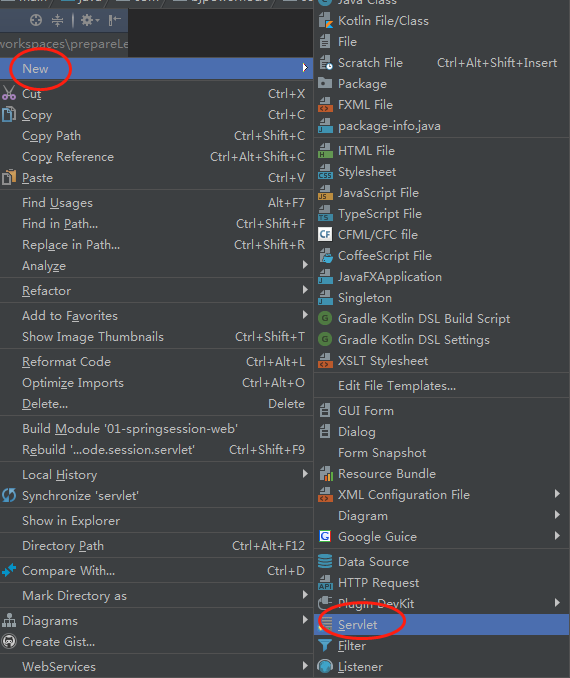 workspaces\prepareLe
New
Cut Ctrl+X
Copy Ctrl+C
Copy Path Ctrl+Shift+C
Copy Reference Ctrl+Alt+Shift+C
Paste Ctrl+V
Find Usages Alt+F7
Find in Path... Ctrl+Shift+F
Replace in Path... Ctrl+Shift+R
Analyze
Refactor
Add to Favorites
Show Image Thumbnails Ctrl+Shift+T
Reformat Code Ctrl+Alt+L
Optimize Imports Ctrl+Alt+O
Delete... Delete
Build Module '01-springsession-web'
Rebuild '...ode.session.servlet' Ctrl+Shift+F9
Local History
Synchronize 'servlet'
Show in Explorer
Directory Path Ctrl+Alt+F12
Compare With... Ctrl+D
Mark Directory as
Diagrams
Create Gist...
WebServices
Java Class
Kotlin File/Class
File
Scratch File Ctrl+Alt+Shift+Insert
Package
FXML File
package-info.java
HTML File
Stylesheet
JavaScript File
TypeScript File
CFML/CFC file
CoffeeScript File
JavaFXApplication
Singleton
Gradle Kotlin DSL Build Script
Gradle Kotlin DSL Settings
XSLT Stylesheet
Edit File Templates...
GUI Form
Dialog
Form Snapshot
Resource Bundle
XML Configuration File
Diagram
Google Guice
Data Source
HTTP Request
Plugin DevKit
Servlet
Filter
Listener